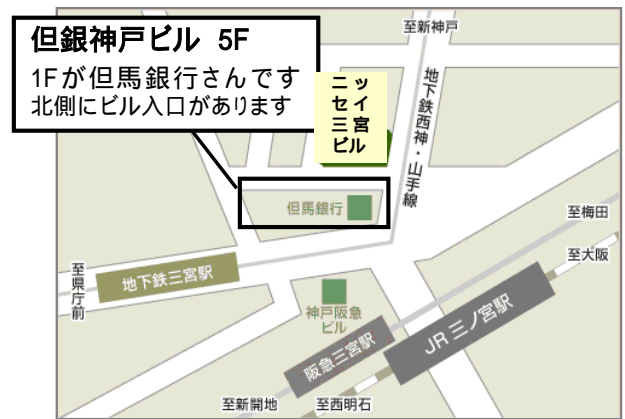 但銀神戸ビル 5F
1Fが但馬銀行さんです
北側にビル入口があります
ニッ
セイ
三宮
ビル
至新神戸
地下鉄西神・山手線
但馬銀行
至梅田
至大阪
至県庁前
地下鉄三宮駅
神戸阪急
ビル
阪急三宮駅
JR三ノ宮駅
至新開地
至西明石